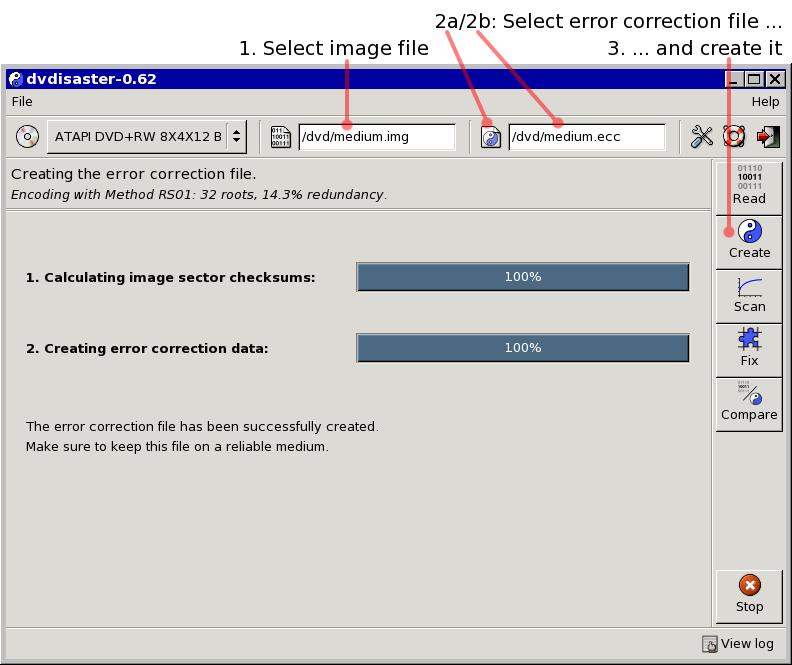 2a/2b: Select error correction file ...
1. Select image file
3. ... and create it
dvdisaster-0.62
File
Help
ATAPI DVD+RW 8X4X12 B
/dvd/medium.img
/dvd/medium.ecc
Creating the error correction file.
Encoding with Method RS01: 32 roots, 14.3% redundancy.
01110
10011
00111
Read
Create
Scan
Fix
Compare
1. Calculating image sector checksums:
100%
2. Creating error correction data:
100%
The error correction file has been successfully created.
Make sure to keep this file on a reliable medium.
Stop
View log